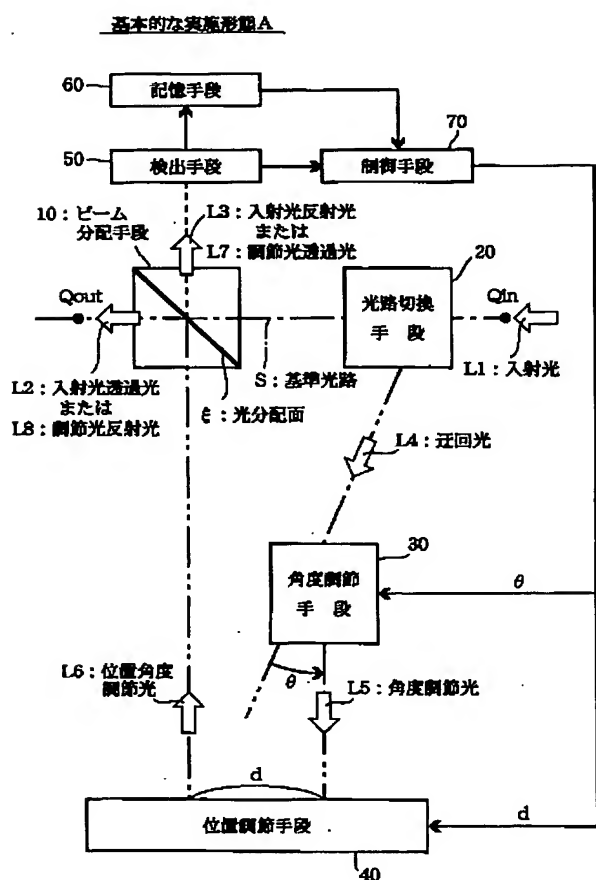 基本的な実施形態A
60
記憶手段
70
50
検出手段
制御手段
10：ビーム
分配手段
L3：入射光反射光
または
L7：調節光透過光
20
Qout
光路切換
手 段
Qin
L1：入射光
L2：入射光透過光
または
L8：調節光反射光
S：基準光路
ξ：光分配面
L4：迂回光
30
角度調節
手 段
θ
L6：位置角度
調節光
θ
L5：角度調節光
d
位置調節手段
d
40